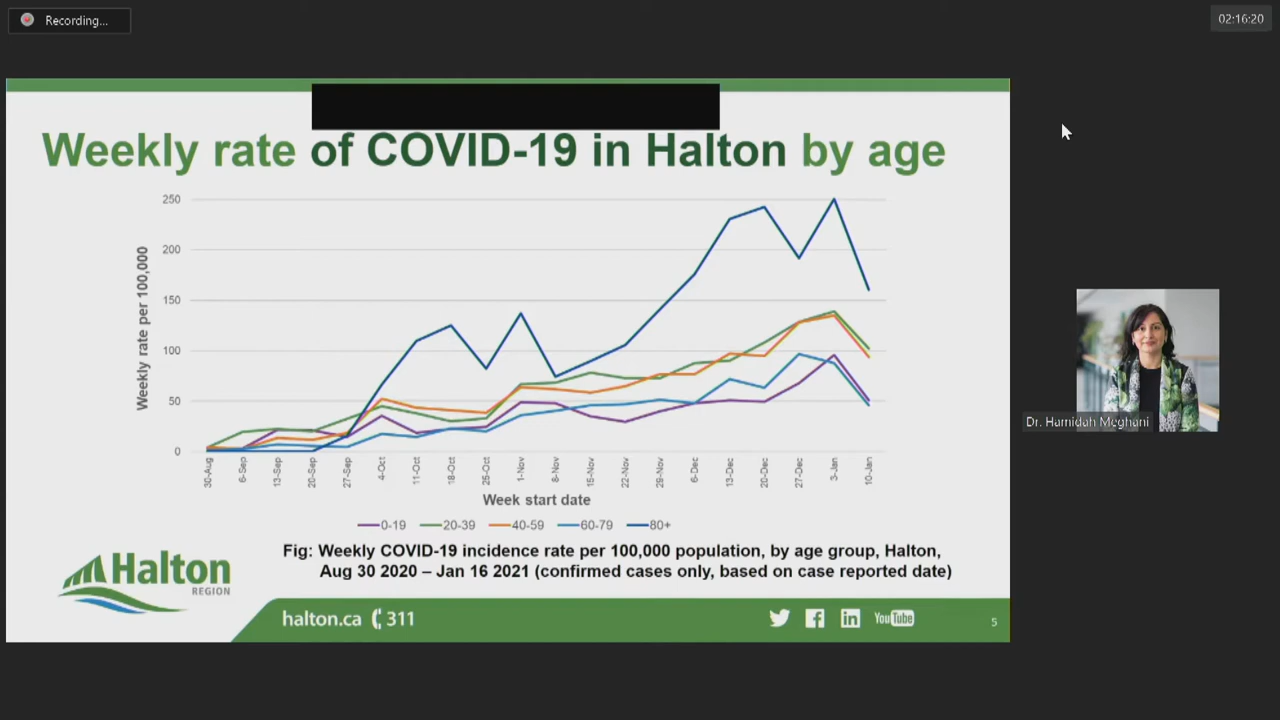 Recording...
02:16:20
Weekly rate of COVID-19 in Halton by age
Weekly rate per 100,000
250
200
150
100
50
0
30-Aug
6-Sep
13-Sep
20-Sep
27-Sep
4-Oct
11-Oct
18-Oct
25-Oct
1-Nov
8-Nov
15-Nov
22-Nov
29-Nov
6-Dec
13-Dec
20-Dec
27-Dec
3-Jan
10-Jan
Week start date
0-19 20-39 40-59 60-79 80+
Fig: Weekly COVID-19 incidence rate per 100,000 population, by age group, Halton,
Aug 30 2020 – Jan 16 2021 (confirmed cases only, based on case reported date)
Halton
REGION
halton.ca 311
You Tube
5
Dr. Hamidah Meghani